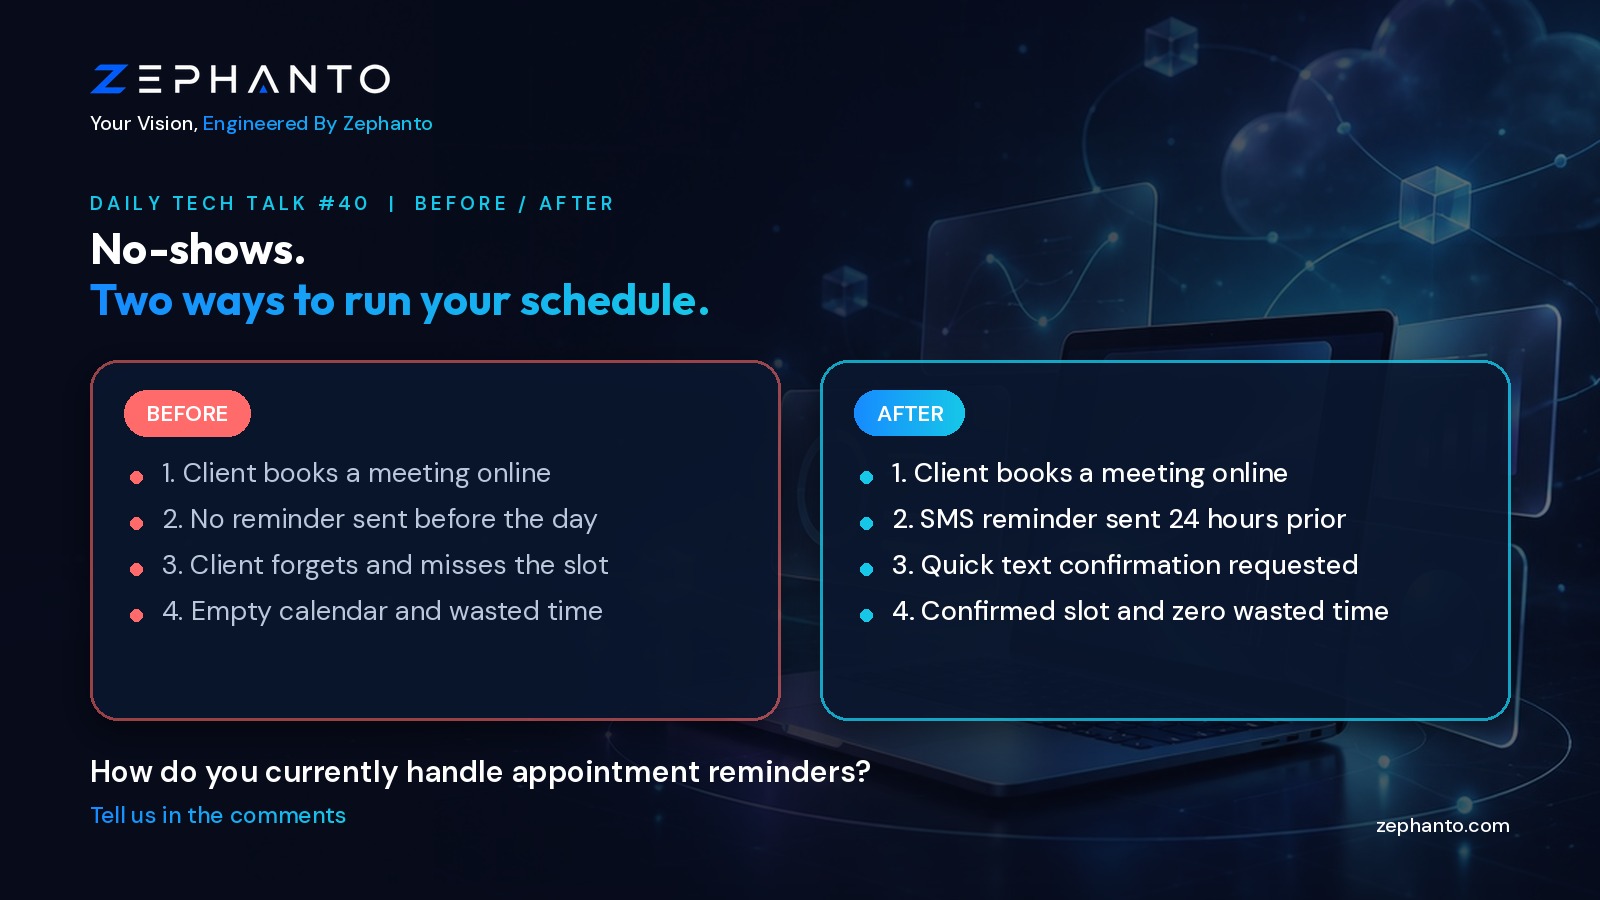 ZEPHANTO
Your Vision, Engineered By Zephanto
DAILY TECH TALK #40 | BEFORE / AFTER
No-shows.
Two ways to run your schedule.
BEFORE
1. Client books a meeting online
2. No reminder sent before the day
3. Client forgets and misses the slot
4. Empty calendar and wasted time
AFTER
1. Client books a meeting online
2. SMS reminder sent 24 hours prior
3. Quick text confirmation requested
4. Confirmed slot and zero wasted time
How do you currently handle appointment reminders?
Tell us in the comments
zephanto.com